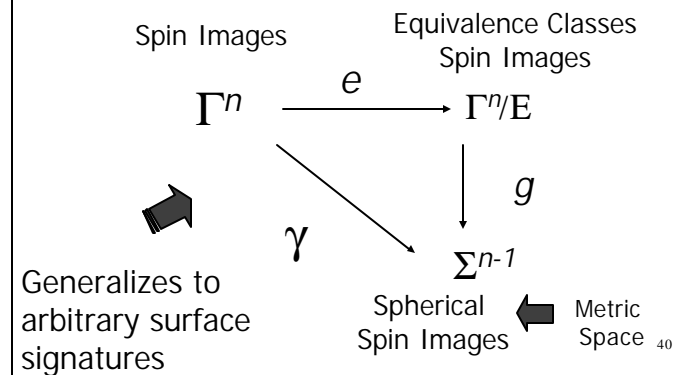 Spin Images
Equivalence Classes
Spin Images
e
Γⁿ
Γⁿ/E
g
γ
Σⁿ⁻¹
Generalizes to
arbitrary surface
signatures
Spherical
Spin Images
Metric
Space
40